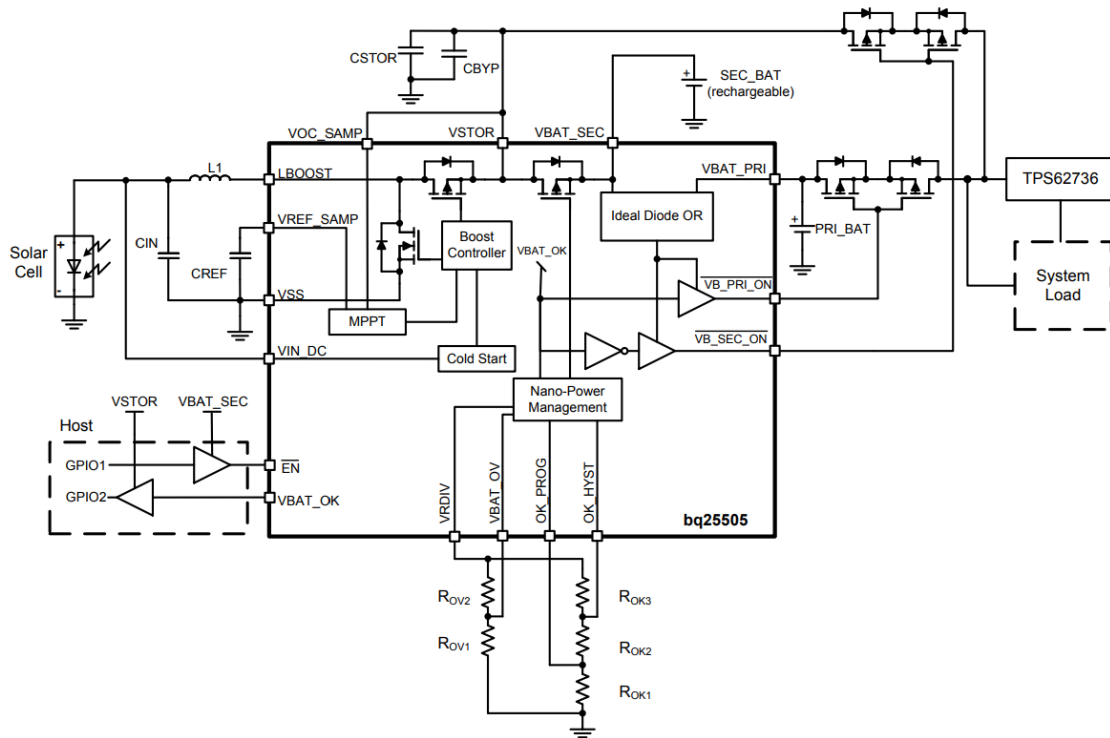 CSTOR
CBYP
+
SEC_BAT
(rechargeable)
VOC_SAMP
VSTOR
VBAT_SEC
L1
LBOOST
VBAT_PRI
TPS62736
Ideal Diode OR
VREF_SAMP
Boost
Controller
+
PRI_BAT
Solar
Cell
+
-
CIN
CREF
VBAT_OK
System
Load
VB_PRI_ON
VSS
MPPT
VB_SEC_ON
VIN_DC
Cold Start
Nano-Power
Management
VSTOR
VBAT_SEC
Host
GPIO1
EN
GPIO2
VBAT_OK
VRDIV
VBAT_OV
OK_PROG
OK_HYST
bq25505
ROV2
ROK3
ROV1
ROK2
ROK1